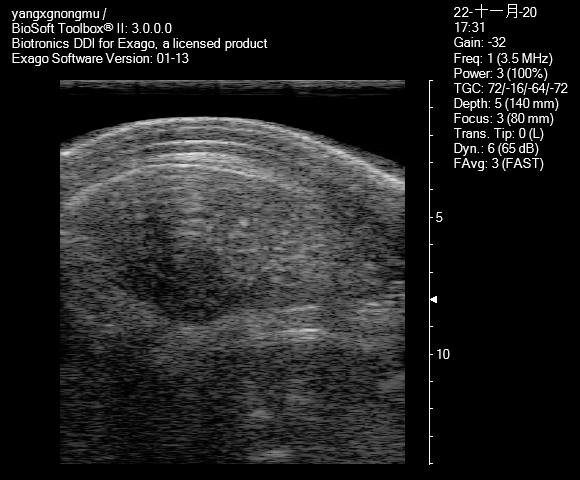 yangxgnongmu /
BioSoft Toolbox® II: 3.0.0.0
Biotronics DDI for Exago, a licensed product
Exago Software Version: 01-13
22-十一月-20
17:31
Gain: -32
Freq: 1 (3.5 MHz)
Power: 3 (100%)
TGC: 72/-16/-64/-72
Depth: 5 (140 mm)
Focus: 3 (80 mm)
Trans. Tip: 0 (L)
Dyn.: 6 (65 dB)
FAvg: 3 (FAST)
5
10